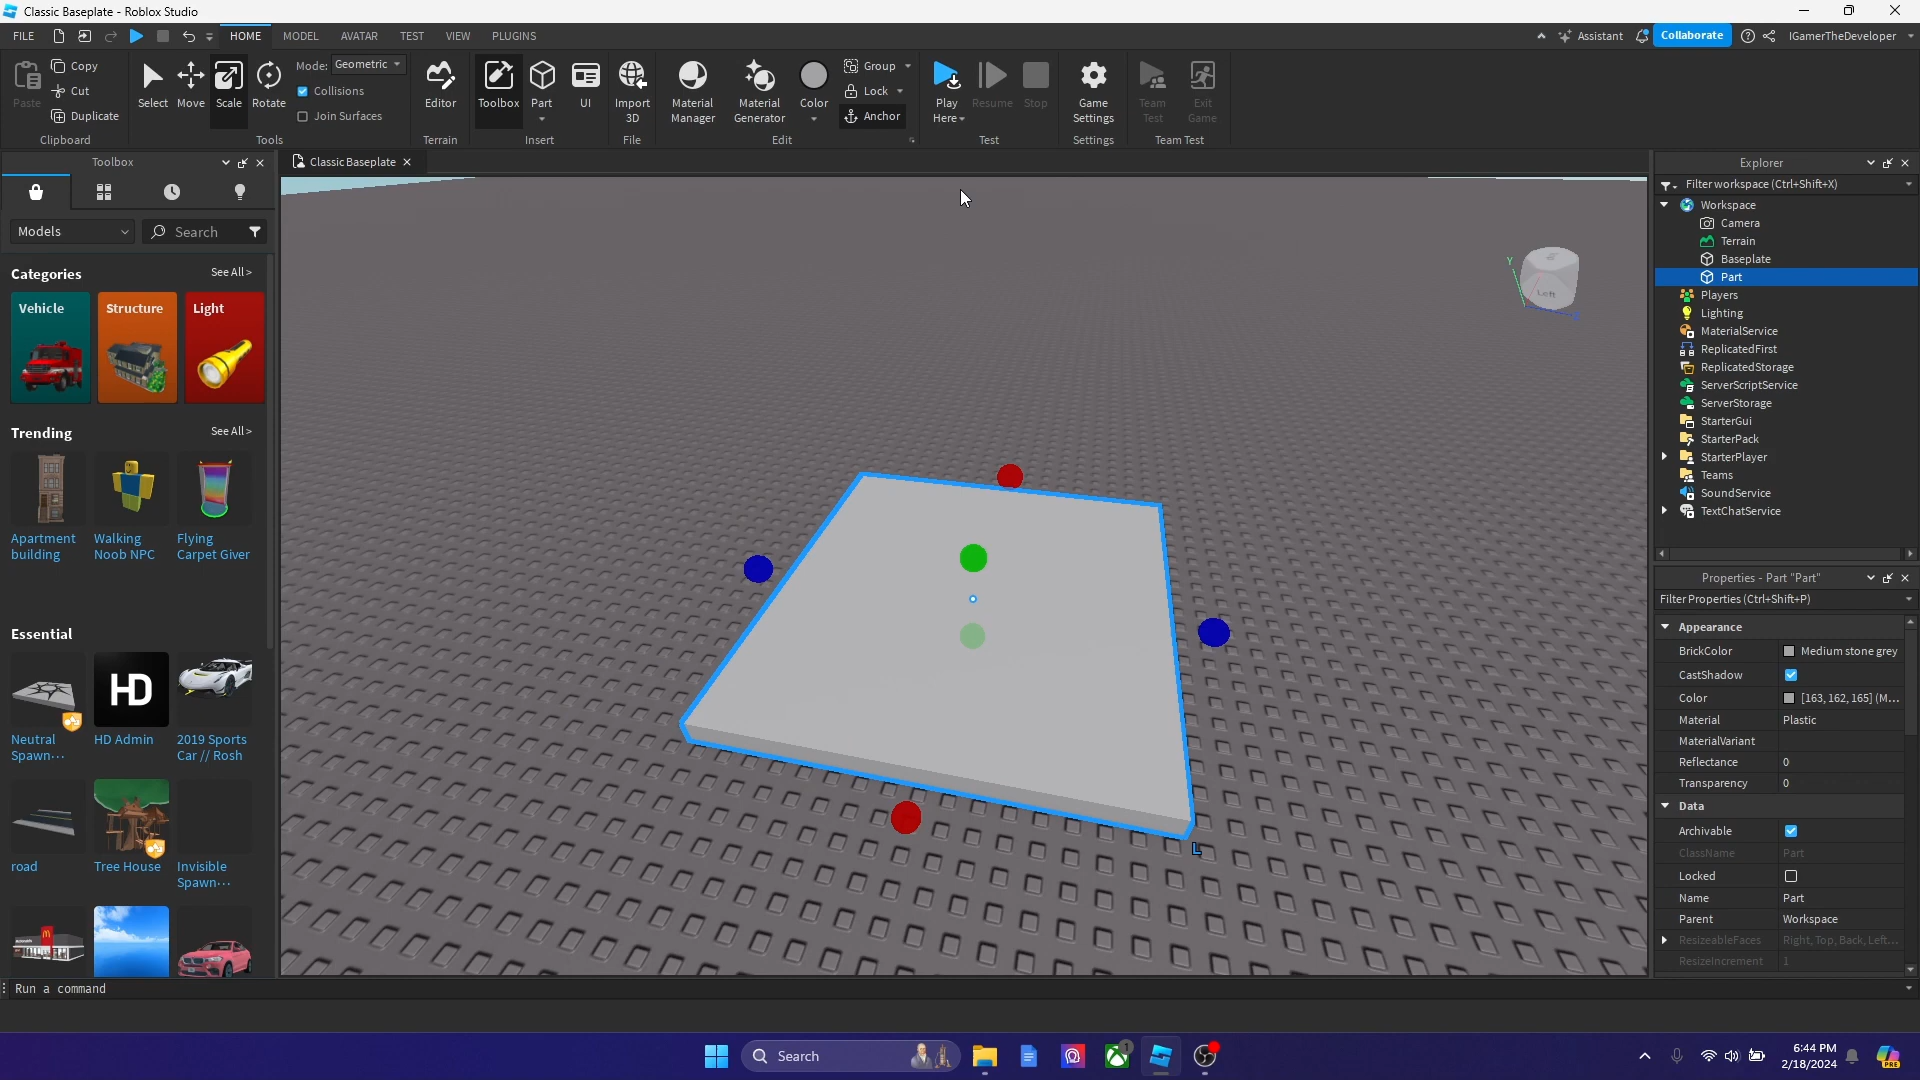 Classic Baseplate - Roblox Studio
FILE HOME MODEL AVATAR TEST VIEW PLUGINS Assistant Collaborate IGamerTheDeveloper
Paste Copy Cut Duplicate
Clipboard
Select Move Scale Rotate
Mode: Geometric
Collisions
Join Surfaces
Tools
Editor
Terrain
Toolbox Part UI
Insert
Import 3D
File
Material Manager
Material Generator
Color
Group
Lock
Anchor
Edit
Play Here Resume Stop
Test
Game Settings
Settings
Team Test Exit Game
Team Test
Toolbox
Models Search
Categories See All >
Vehicle Structure Light
Trending See All >
Apartment building
Walking Noob NPC
Flying Carpet Giver
Essential
HD
Neutral Spawn...
HD Admin
2019 Sports Car // Rosh
road
Tree House
Invisible Spawn...
Classic Baseplate
Y
Left
L
Explorer
Filter workspace (Ctrl+Shift+X)
Workspace
Camera
Terrain
Baseplate
Part
Players
Lighting
MaterialService
ReplicatedFirst
ReplicatedStorage
ServerScriptService
ServerStorage
StarterGui
StarterPack
StarterPlayer
Teams
SoundService
TextChatService
Properties - Part "Part"
Filter Properties (Ctrl+Shift+P)
Appearance
BrickColor Medium stone grey
CastShadow
Color [163, 162, 165] (M...
Material Plastic
MaterialVariant
Reflectance 0
Transparency 0
Data
Archivable
ClassName Part
Locked
Name Part
Parent Workspace
ResizeableFaces Right, Top, Back, Left...
ResizeIncrement 1
Run a command
Search
1
6:44 PM
2/18/2024
PRE